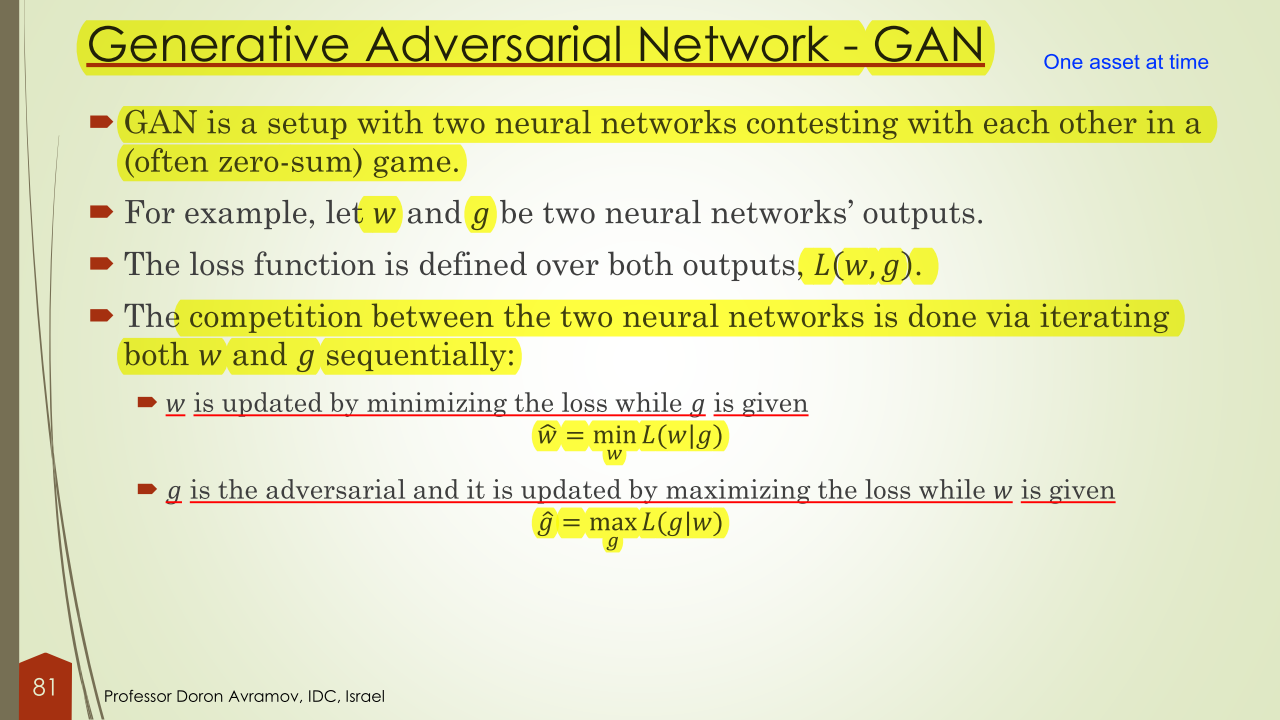 Generative Adversarial Network - GAN
One asset at time
GAN is a setup with two neural networks contesting with each other in a
(often zero-sum) game.
For example, let w and g be two neural networks’ outputs.
The loss function is defined over both outputs, L(w, g).
The competition between the two neural networks is done via iterating
both w and g sequentially:
w is updated by minimizing the loss while g is given
ŵ = min L(w|g)
w
g is the adversarial and it is updated by maximizing the loss while w is given
ĝ = max L(g|w)
g
81
Professor Doron Avramov, IDC, Israel